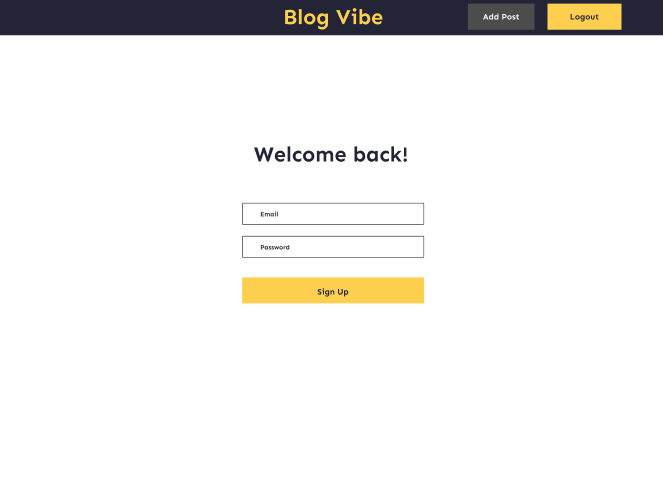 Blog Vibe
Add Post
Logout
Welcome back!
Email
Password
Sign Up